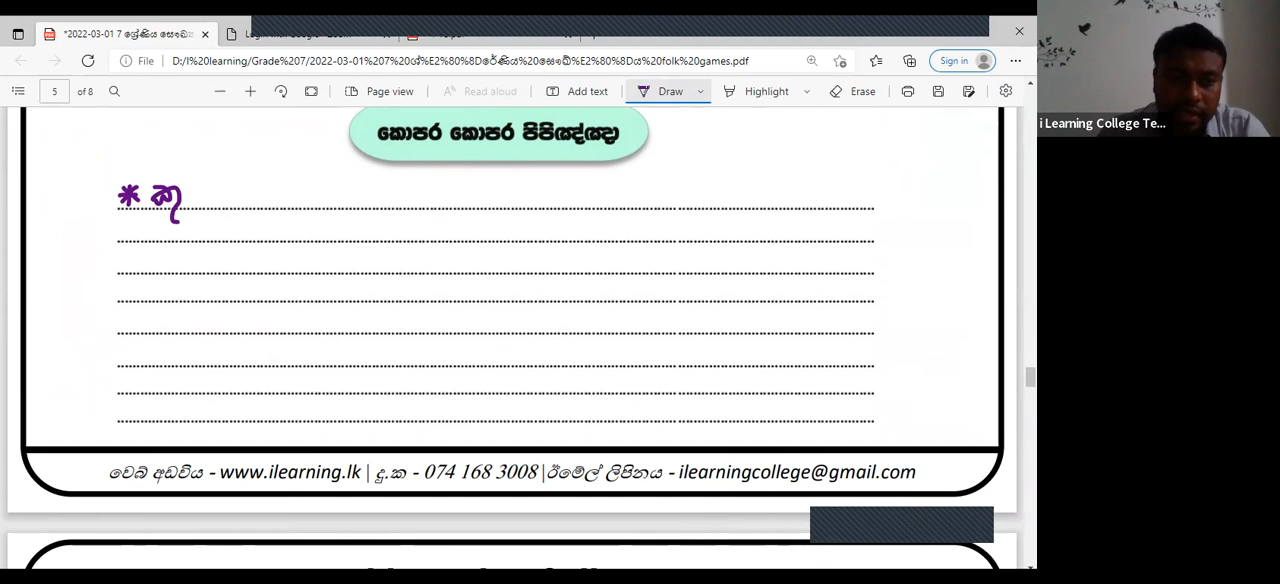 *2022-03-01 7 ශ්‍රේණිය සෞඛ්‍ය
File D:/I%20learning/Grade%207/2022-03-01%207%20ශ්%E2%80%8Dරේණිය%20සෞඛ්%E2%80%8Dය%20folk%20games.pdf Sign in
5 of 8 Page view Read aloud Add text Draw Highlight Erase
i Learning College Te...
කොපර කොපර පිපිඤ්ඤා
* කු
වෙබ් අඩවිය - www.ilearning.lk | දු.ක - 074 168 3008|ඊමේල් ලිපිනය - ilearningcollege@gmail.com